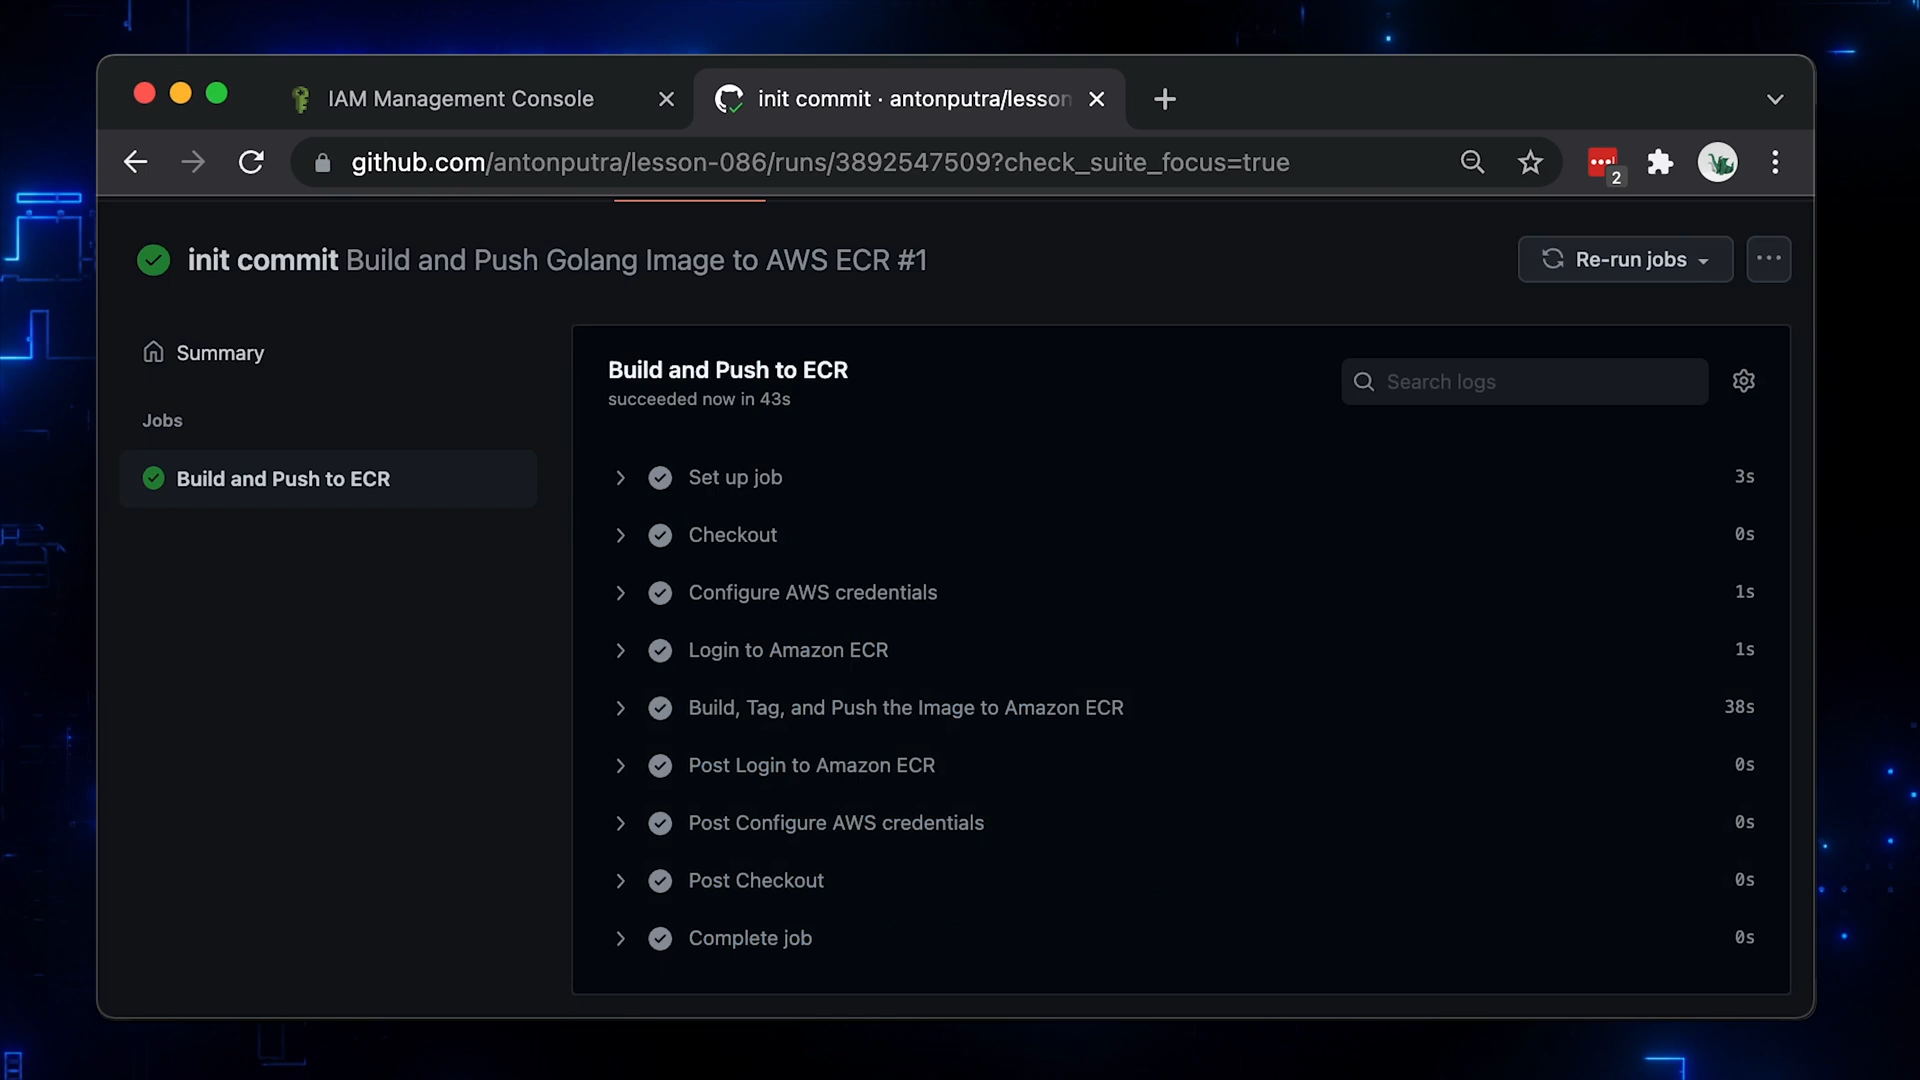 IAM Management Console
init commit · antonputra/lesson
github.com/antonputra/lesson-086/runs/3892547509?check_suite_focus=true
2
init commit Build and Push Golang Image to AWS ECR #1
Re-run jobs
Summary
Jobs
Build and Push to ECR
Build and Push to ECR
succeeded now in 43s
Search logs
Set up job 3s
Checkout 0s
Configure AWS credentials 1s
Login to Amazon ECR 1s
Build, Tag, and Push the Image to Amazon ECR 38s
Post Login to Amazon ECR 0s
Post Configure AWS credentials 0s
Post Checkout 0s
Complete job 0s